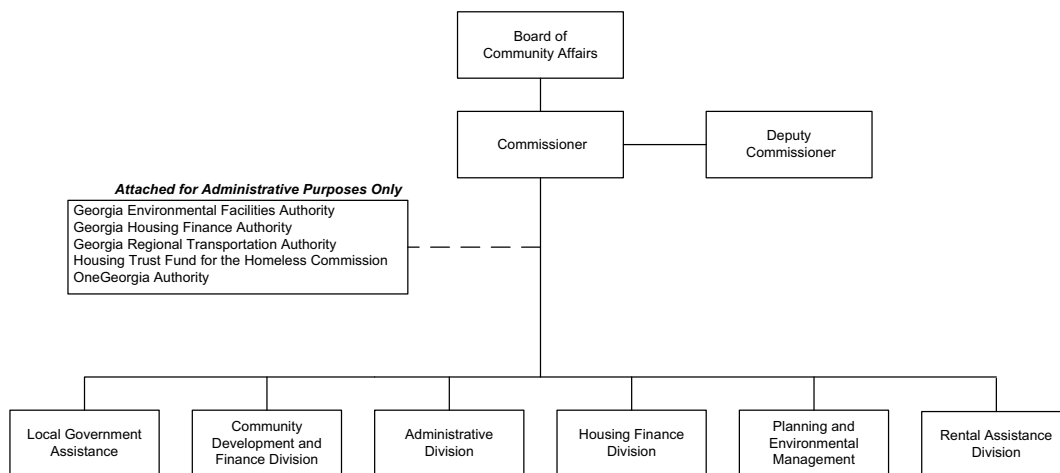 Board of
Community Affairs
Commissioner
Deputy
Commissioner
Attached for Administrative Purposes Only
Georgia Environmental Facilities Authority
Georgia Housing Finance Authority
Georgia Regional Transportation Authority
Housing Trust Fund for the Homeless Commission
OneGeorgia Authority
Local Government
Assistance
Community
Development and
Finance Division
Administrative
Division
Housing Finance
Division
Planning and
Environmental
Management
Rental Assistance
Division